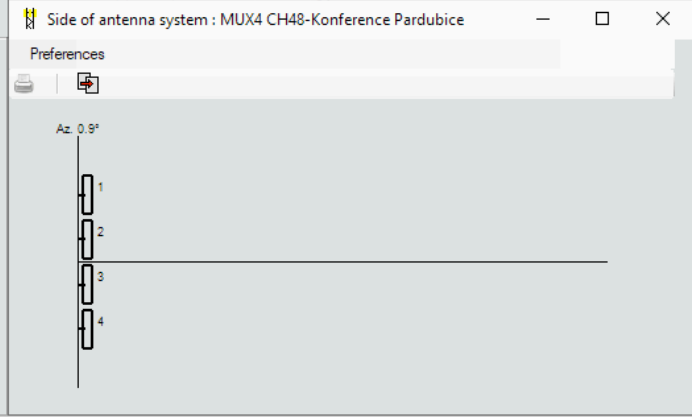 Side of antenna system : MUX4 CH48-Konference Pardubice
Preferences
Az. 0.9°
1
2
3
4